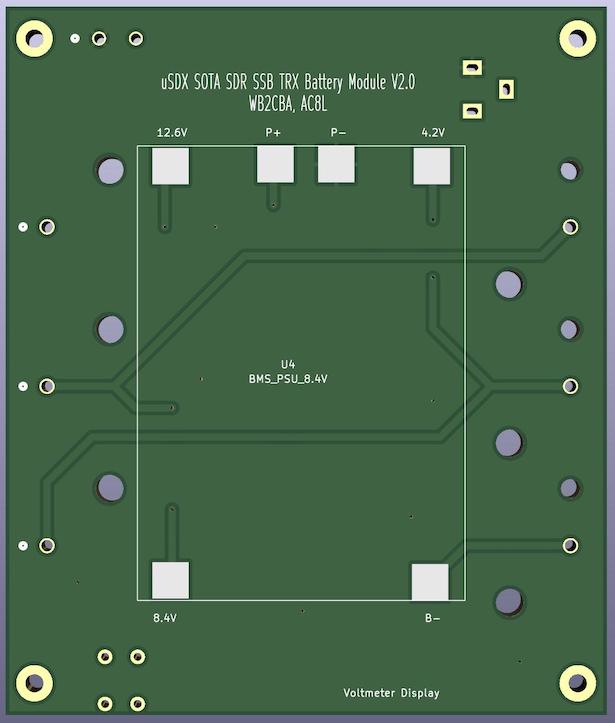 uSDX SOTA SDR SSB TRX Battery Module V2.0
WB2CBA, AC8L
12.6V P+ P- 4.2V
U4
BMS_PSU_8.4V
8.4V B-
Voltmeter Display